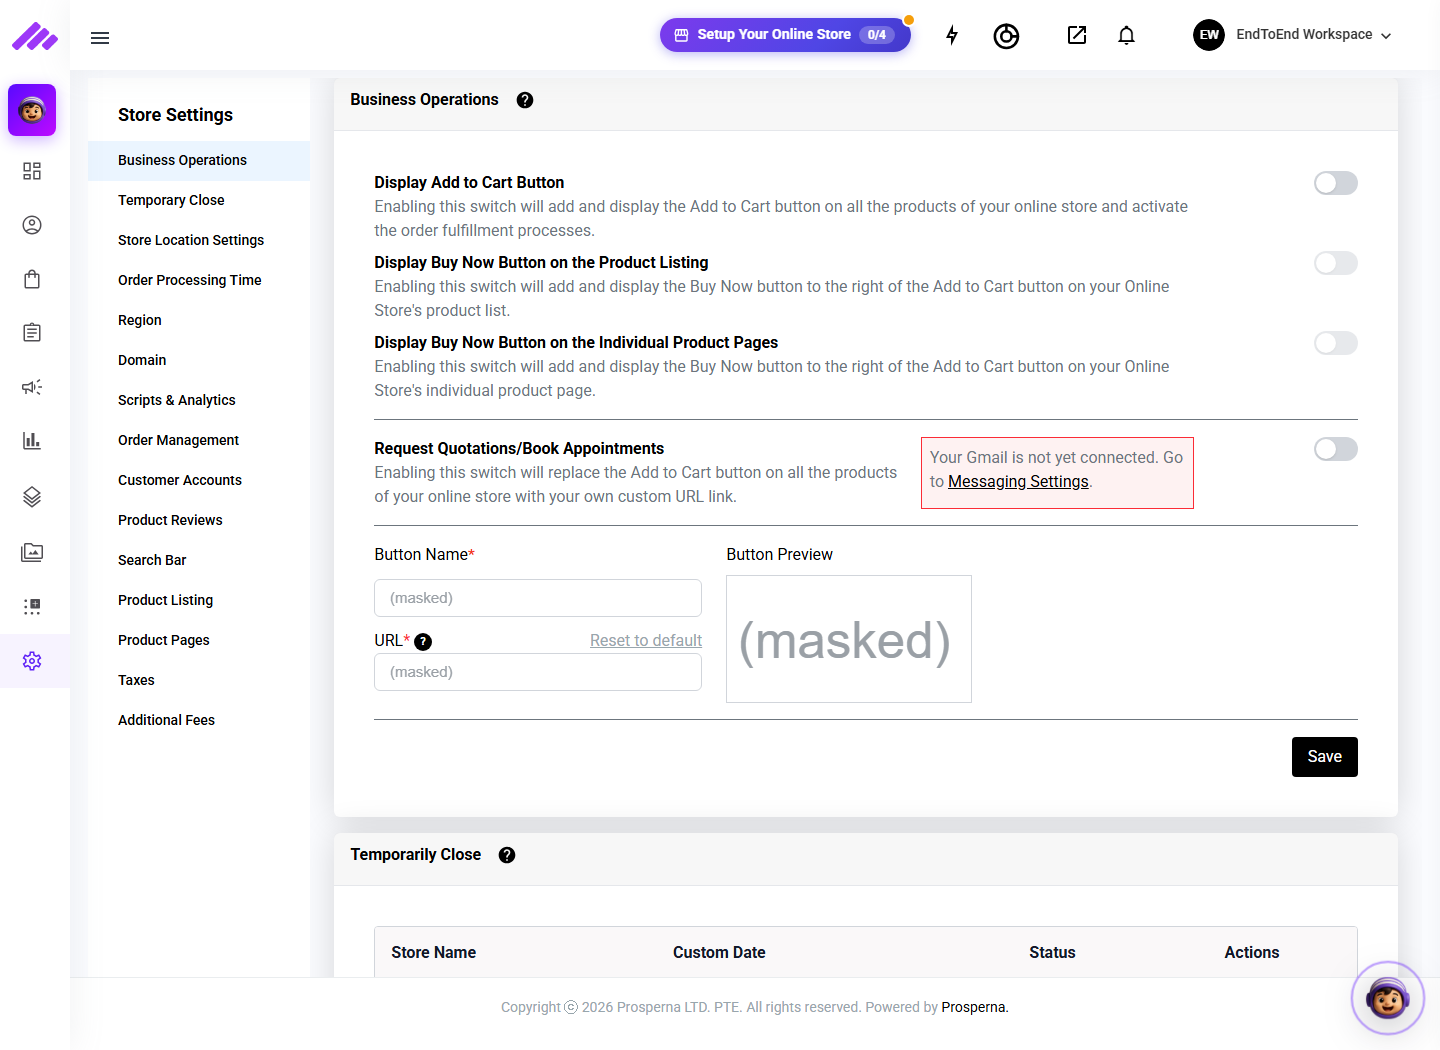 Setup Your Online Store 0/4
EW EndToEnd Workspace
Store Settings
Business Operations
Temporary Close
Store Location Settings
Order Processing Time
Region
Domain
Scripts & Analytics
Order Management
Customer Accounts
Product Reviews
Search Bar
Product Listing
Product Pages
Taxes
Additional Fees
Business Operations ?
Display Add to Cart Button
Enabling this switch will add and display the Add to Cart button on all the products of your online store and activate
the order fulfillment processes.
Display Buy Now Button on the Product Listing
Enabling this switch will add and display the Buy Now button to the right of the Add to Cart button on your Online
Store's product list.
Display Buy Now Button on the Individual Product Pages
Enabling this switch will add and display the Buy Now button to the right of the Add to Cart button on your Online
Store's individual product page.
Request Quotations/Book Appointments
Enabling this switch will replace the Add to Cart button on all the products
of your online store with your own custom URL link.
Your Gmail is not yet connected. Go
to Messaging Settings.
Button Name*
(masked)
URL* ? Reset to default
(masked)
Button Preview
(masked)
Save
Temporarily Close ?
Store Name Custom Date Status Actions
Copyright © 2026 Prosperna LTD. PTE. All rights reserved. Powered by Prosperna.